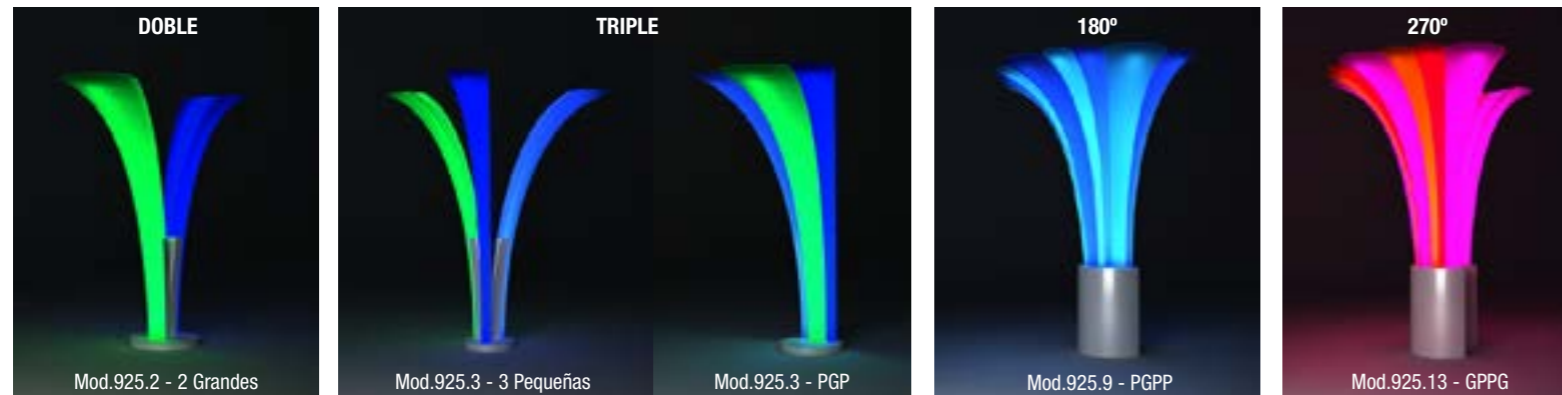 DOBLE
Mod.925.2 - 2 Grandes
TRIPLE
Mod.925.3 - 3 Pequeñas
Mod.925.3 - PGP
180º
Mod.925.9 - PGPP
270º
Mod.925.13 - GPPG